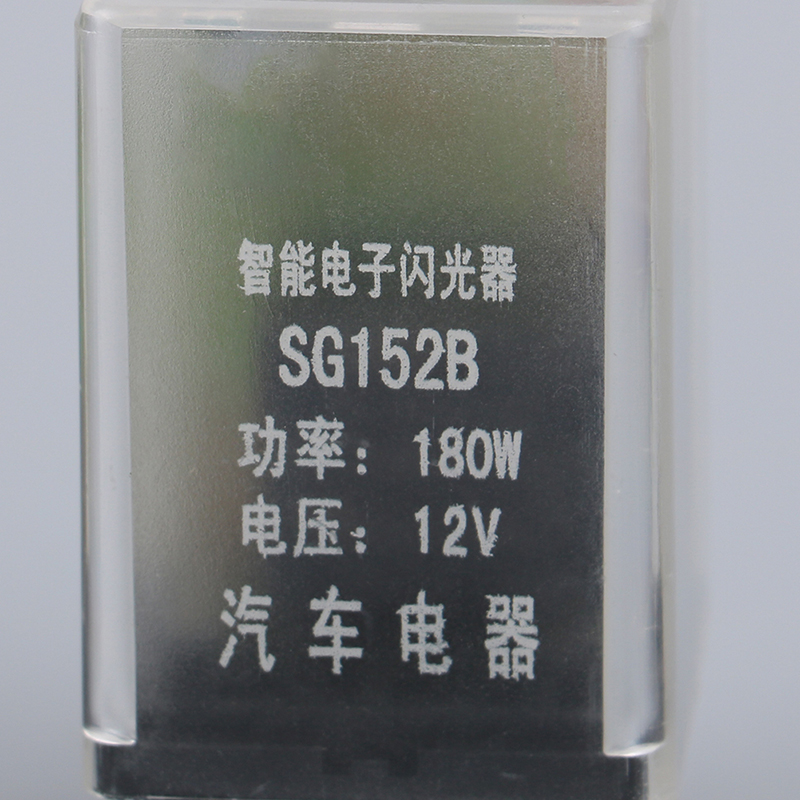 智能电子闪光器
SG152B
功率：180W
电压：12V
汽车电器